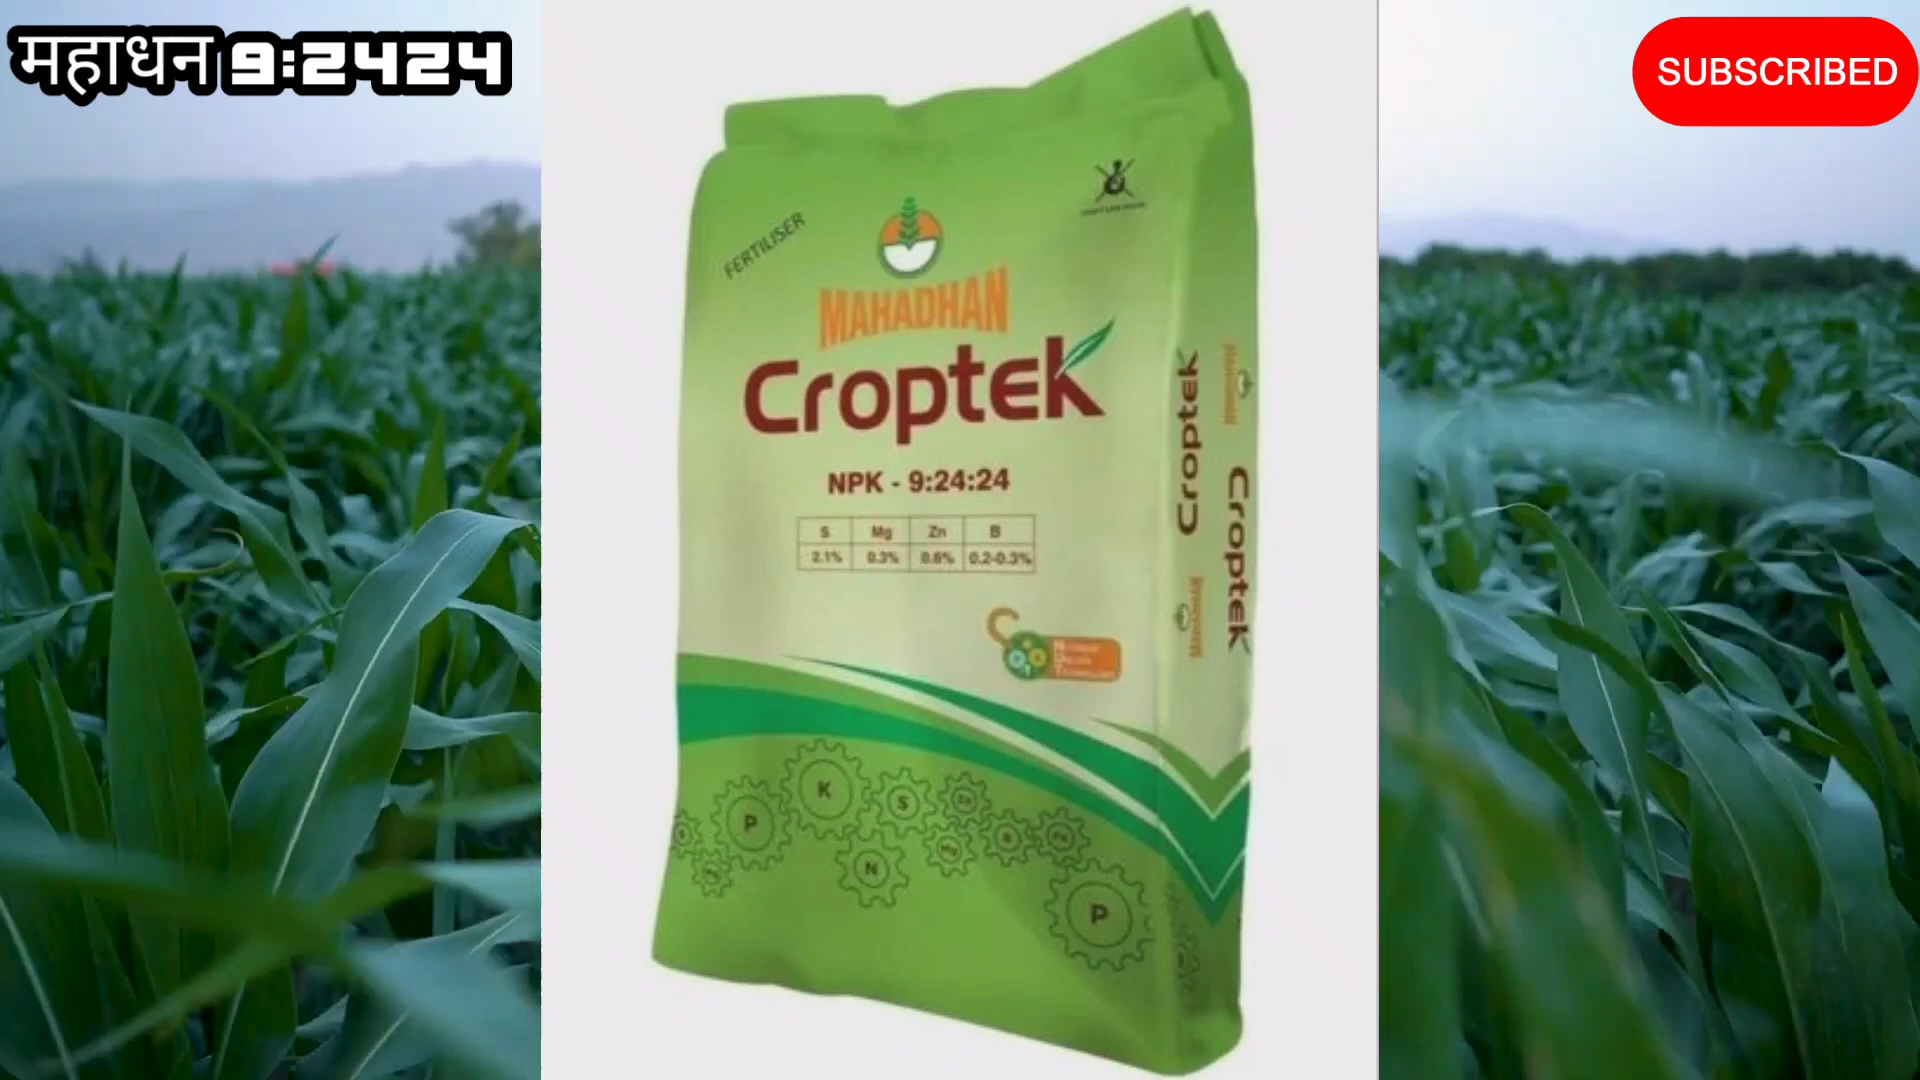 महाधन 9:2424
SUBSCRIBED
FERTILISER
MAHADHAN
Croptek
NPK - 9:24:24
S Mg Zn B
2.1% 0.3% 0.6% 0.2-0.3%
Croptek
Croptek
MAHADHAN
K
P
S
N
P